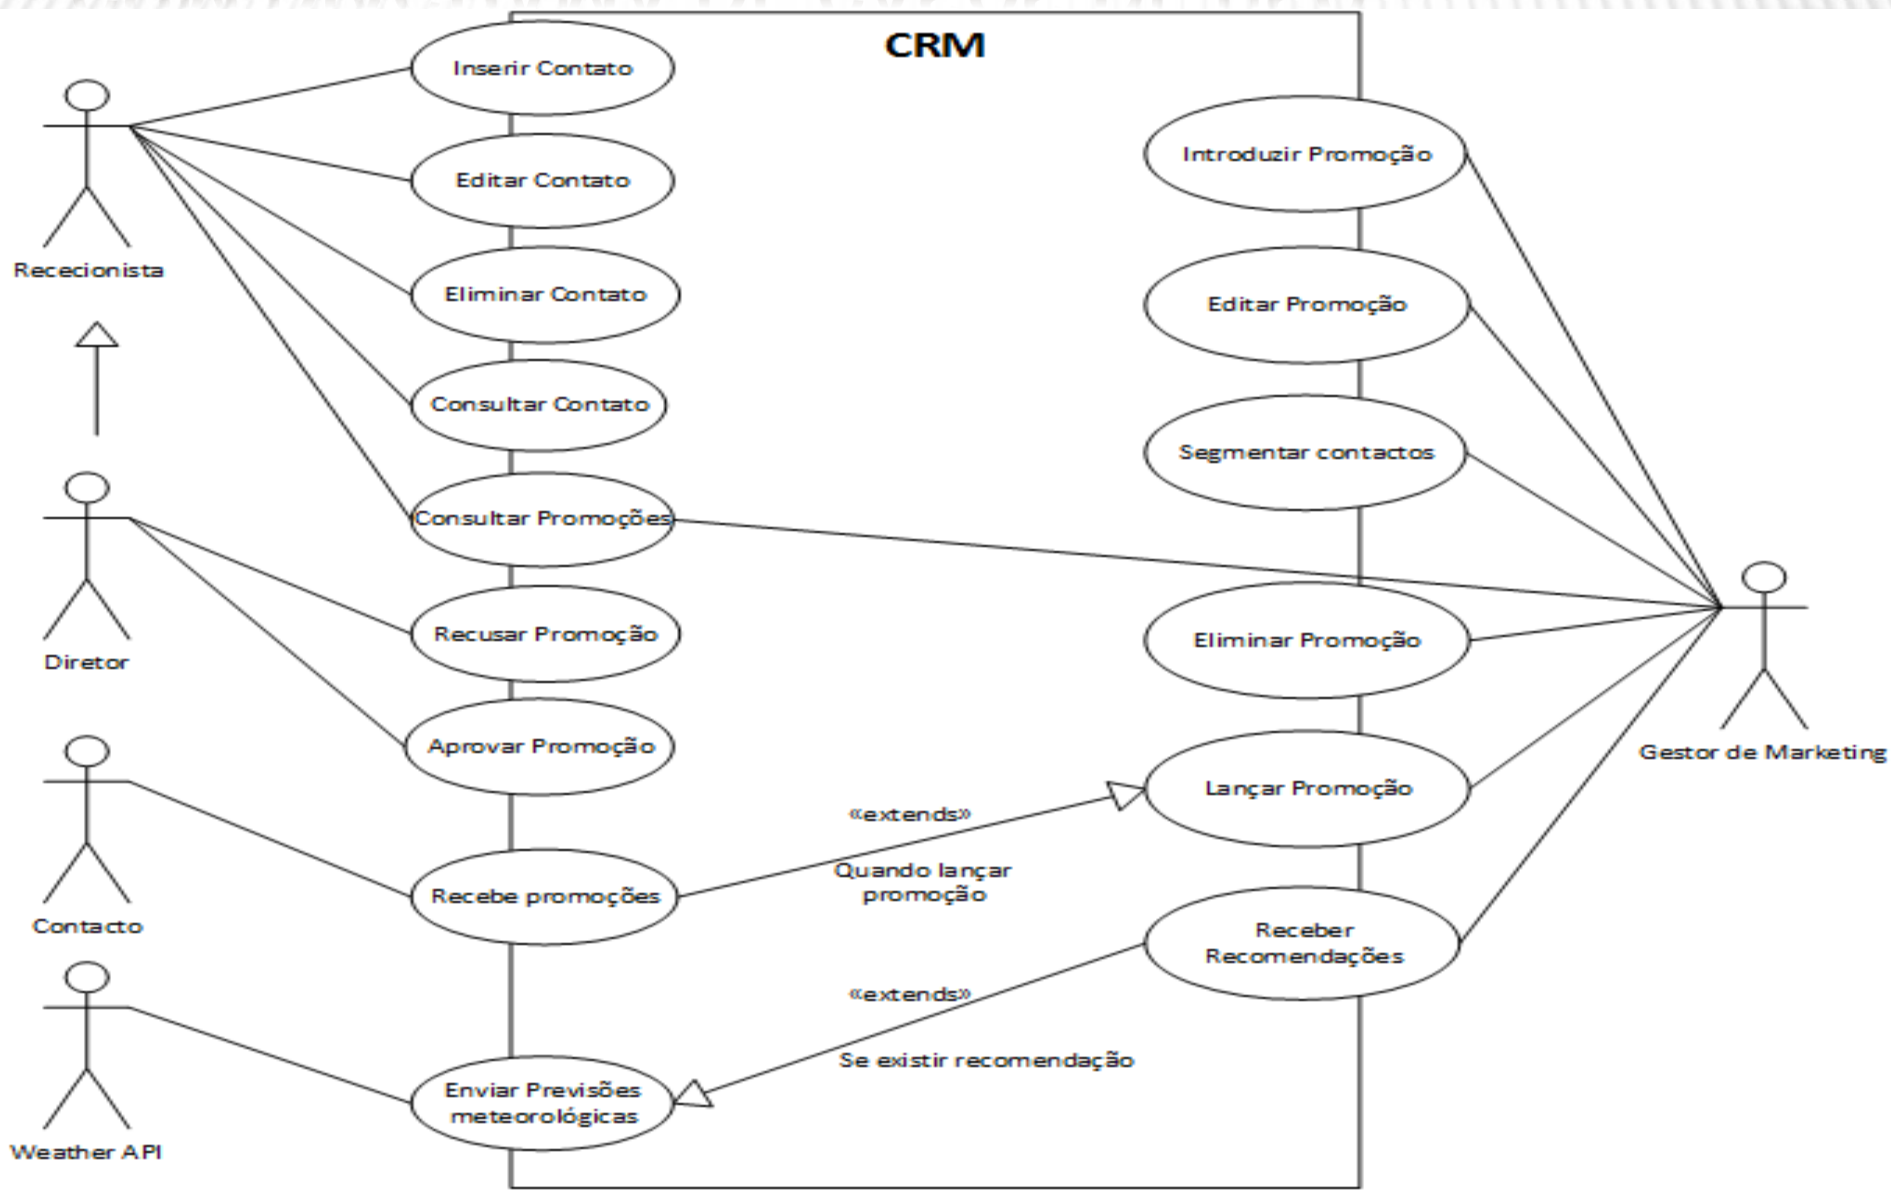 CRM
Inserir Contato
Editar Contato
Eliminar Contato
Consultar Contato
Consultar Promoções
Recusar Promoção
Aprovar Promoção
Recebe promoções
Enviar Previsões
meteorológicas
Rececionista
Diretor
Contacto
Weather API
«extends»
Quando lançar
promoção
«extends»
Se existir recomendação
Introduzir Promoção
Editar Promoção
Segmentar contactos
Eliminar Promoção
Lançar Promoção
Receber
Recomendações
Gestor de Marketing